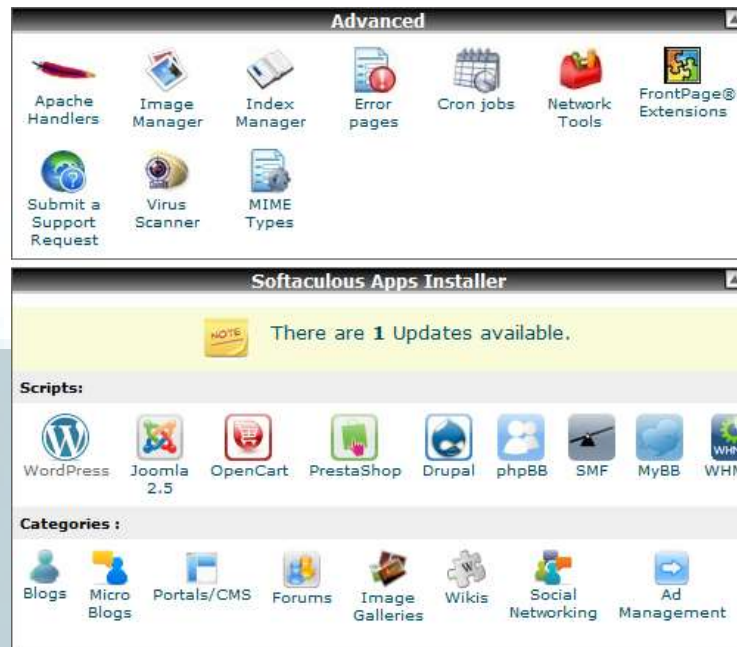 Advanced
Apache Handlers
Image Manager
Index Manager
Error pages
Cron jobs
Network Tools
FrontPage® Extensions
Submit a Support Request
Virus Scanner
MIME Types
Softaculous Apps Installer
NOTE
There are 1 Updates available.
Scripts:
WordPress
Joomla 2.5
OpenCart
PrestaShop
Drupal
phpBB
SMF
MyBB
Categories :
Blogs
Micro Blogs
Portals/CMS
Forums
Image Galleries
Wikis
Social Networking
Ad Management